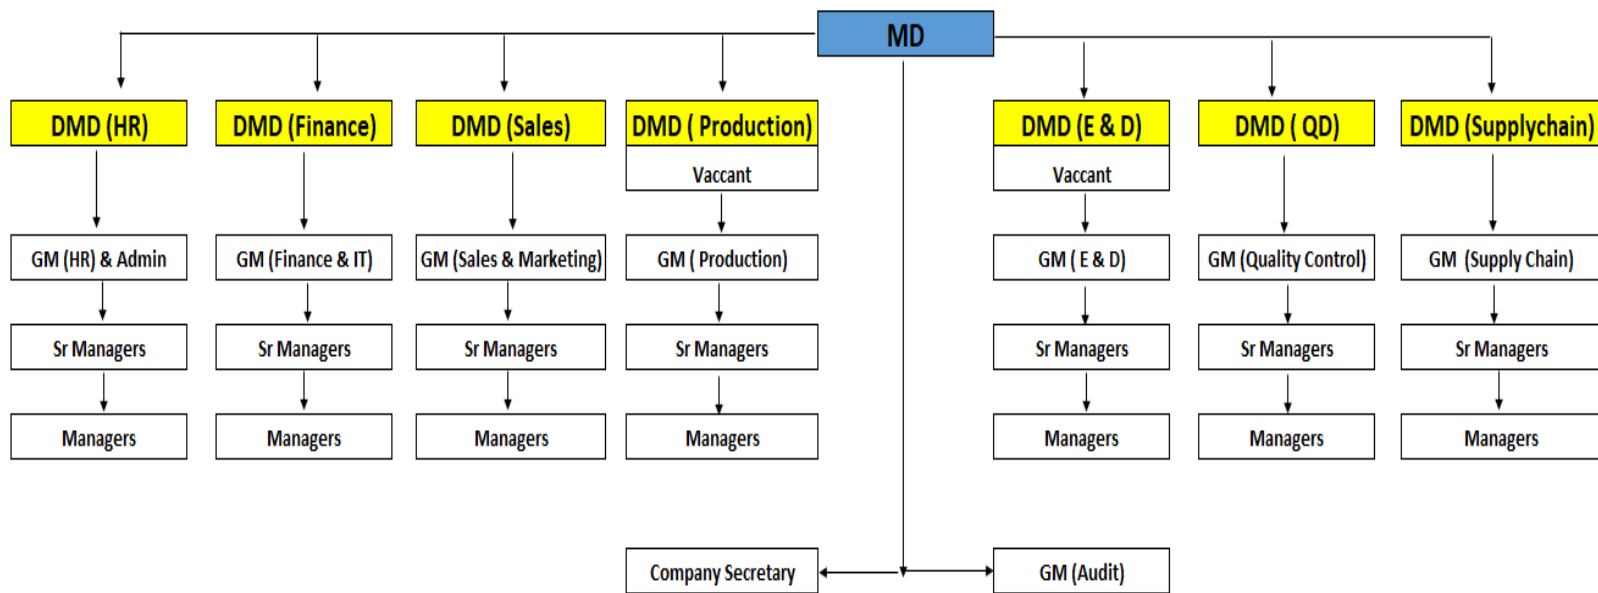 MD
DMD (HR)
DMD (Finance)
DMD (Sales)
DMD ( Production)
DMD (E & D)
DMD ( QD)
DMD (Supplychain)
Vaccant
Vaccant
GM (HR) & Admin
GM (Finance & IT)
GM (Sales & Marketing)
GM ( Production)
GM ( E & D)
GM (Quality Control)
GM (Supply Chain)
Sr Managers
Sr Managers
Sr Managers
Sr Managers
Sr Managers
Sr Managers
Sr Managers
Managers
Managers
Managers
Managers
Managers
Managers
Managers
Company Secretary
GM (Audit)